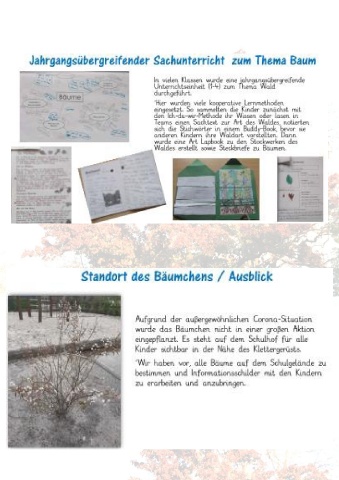 Jahrgangsübergreifender Sachunterricht zum Thema Baum
In vielen Klassen wurde eine jahrgangsübergreifende
Unterrichtseinheit (1-4) zum Thema Wald
durchgeführt.
Hier wurden viele kooperative Lernmethoden
eingesetzt. So sammelten die Kinder zunächst mit
den Ich-du-wir-Methode ihr Wissen oder lasen in
Teams einen Sachtext zur Art des Waldes, notierten
sich die Stichwörter in einem Buddy-Book, bevor sie
anderen Kindern ihre Waldart vorstellten. Dann
wurde eine Art Lapbook zu den Stockwerken des
Waldes erstellt sowie Steckbriefe zu Bäumen.
Bäume
Standort des Bäumchens / Ausblick
Aufgrund der außergewöhnlichen Corona-Situation
wurde das Bäumchen nicht in einer großen Aktion
eingepflanzt. Es steht auf dem Schulhof für alle
Kinder sichtbar in der Nähe des Klettergerüsts.
Wir haben vor, alle Bäume auf dem Schulgelände zu
bestimmen und Informationsschilder mit den Kindern
zu erarbeiten und anzubringen.